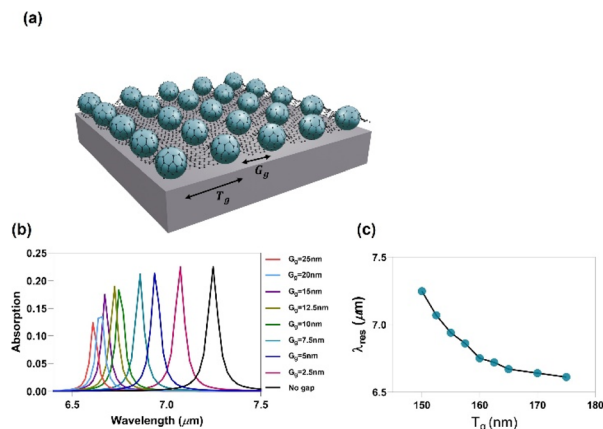 (a)
G_g
T_g
(b)
(c)
Absorption
0.25
0.20
0.15
0.10
0.05
0.00
6.5
7.0
7.5
Wavelength (μm)
G_g=25nm
G_g=20nm
G_g=15nm
G_g=12.5nm
G_g=10nm
G_g=7.5nm
G_g=5nm
G_g=2.5nm
No gap
λ_res (μm)
7.5
7.0
6.5
150
160
170
180
T_g (nm)